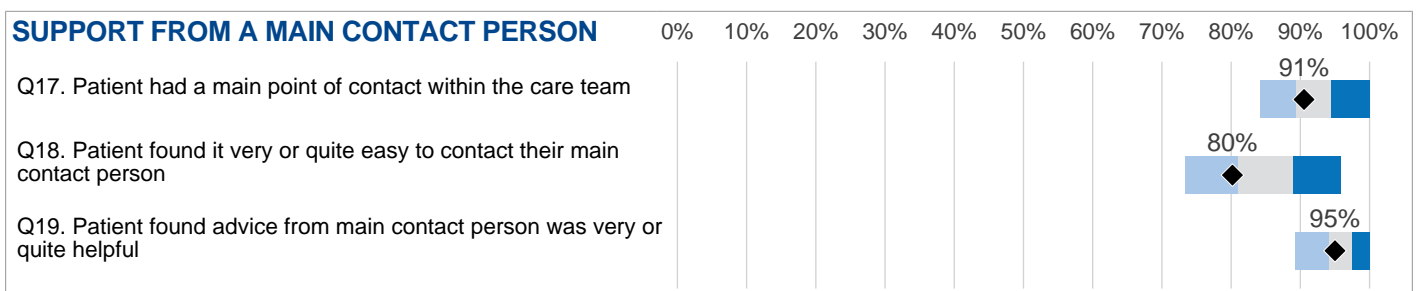 SUPPORT FROM A MAIN CONTACT PERSON 0% 10% 20% 30% 40% 50% 60% 70% 80% 90% 100%
91%
Q17. Patient had a main point of contact within the care team
80%
Q18. Patient found it very or quite easy to contact their main
contact person
95%
Q19. Patient found advice from main contact person was very or
quite helpful